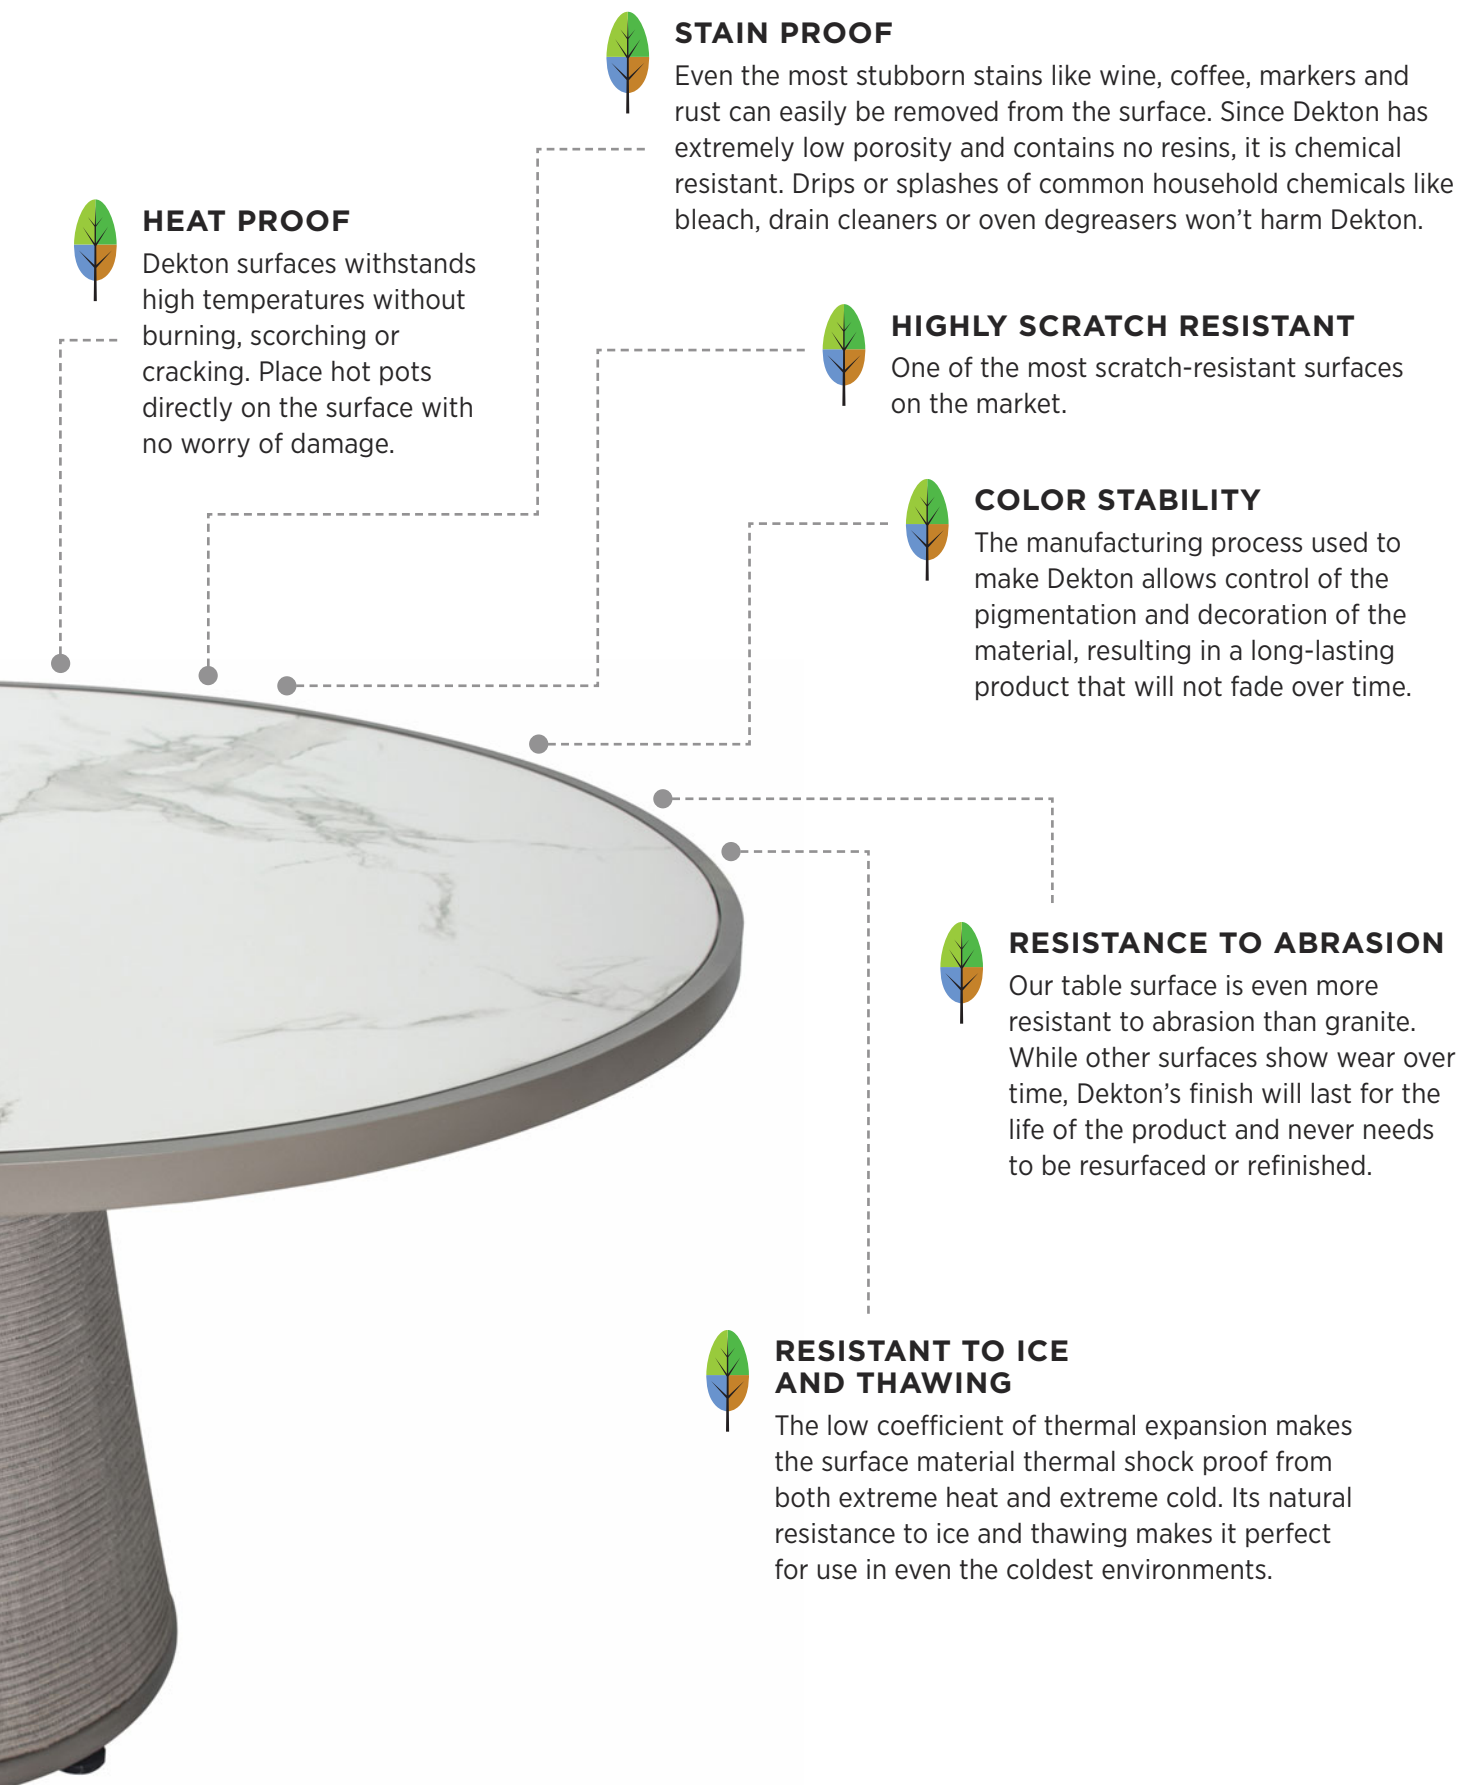 STAIN PROOF
Even the most stubborn stains like wine, coffee, markers and
rust can easily be removed from the surface. Since Dekton has
extremely low porosity and contains no resins, it is chemical
resistant. Drips or splashes of common household chemicals like
bleach, drain cleaners or oven degreasers won’t harm Dekton.
HEAT PROOF
Dekton surfaces withstands
high temperatures without
burning, scorching or
cracking. Place hot pots
directly on the surface with
no worry of damage.
HIGHLY SCRATCH RESISTANT
One of the most scratch-resistant surfaces
on the market.
COLOR STABILITY
The manufacturing process used to
make Dekton allows control of the
pigmentation and decoration of the
material, resulting in a long-lasting
product that will not fade over time.
RESISTANCE TO ABRASION
Our table surface is even more
resistant to abrasion than granite.
While other surfaces show wear over
time, Dekton’s finish will last for the
life of the product and never needs
to be resurfaced or refinished.
RESISTANT TO ICE
AND THAWING
The low coefficient of thermal expansion makes
the surface material thermal shock proof from
both extreme heat and extreme cold. Its natural
resistance to ice and thawing makes it perfect
for use in even the coldest environments.